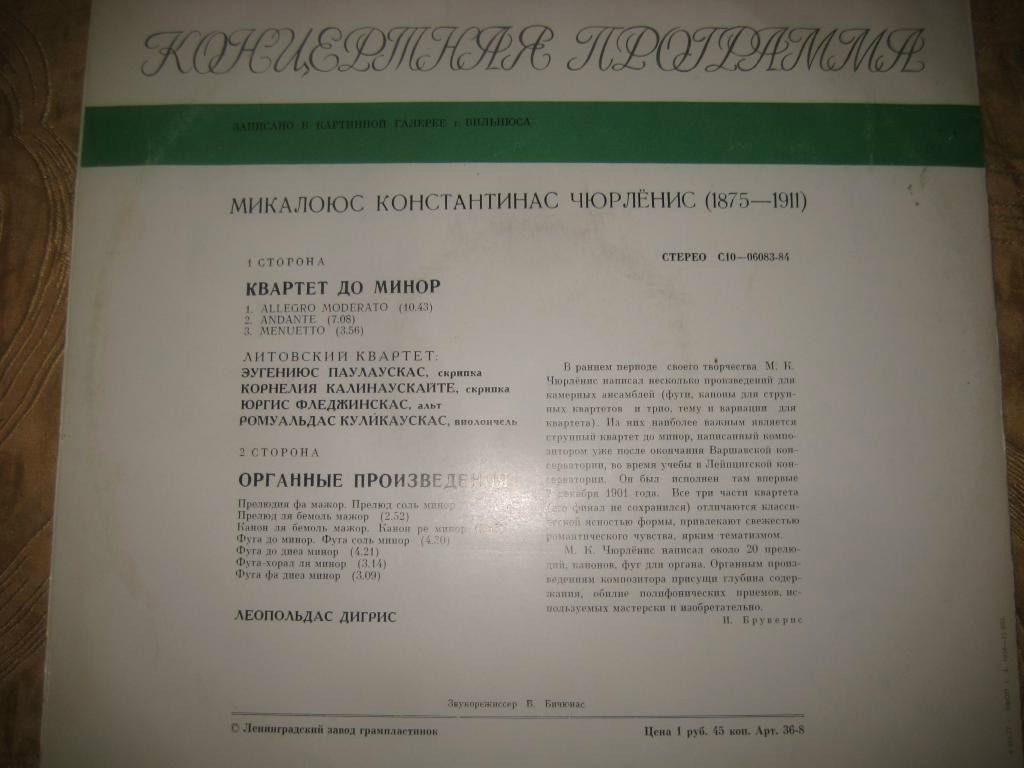 КОНЦЕРТНАЯ ПРОГРАММА
ЗАПИСАНО В КАРТИННОЙ ГАЛЕРЕЕ г. ВИЛЬНЮСА
МИКАЛОЮС КОНСТАНТИНАС ЧЮРЛЁНИС (1875—1911)
СТЕРЕО С10—06083-84
1 СТОРОНА
КВАРТЕТ ДО МИНОР
1. ALLEGRO MODERATO (10.43)
2. ANDANTE (7.08)
3. MENUETTO (3.56)
ЛИТОВСКИЙ КВАРТЕТ:
ЭУГЕНИЮС ПАУЛАУСКАС, скрипка
КОРНЕЛИЯ КАЛИНАУСКАЙТЕ, скрипка
ЮРГИС ФЛЕДЖИНСКАС, альт
РОМУАЛЬДАС КУЛИКАУСКАС, виолончель
2 СТОРОНА
ОРГАННЫЕ ПРОИЗВЕДЕНИЯ
Прелюдия фа мажор. Прелюд соль минор
Прелюд ля бемоль мажор (2.52)
Канон ля бемоль мажор. Канон ре минор
Фуга до минор. Фуга соль минор (4.30)
Фуга до диез минор (4.21)
Фуга-хорал ля минор (3.14)
Фуга фа диез минор (3.09)
ЛЕОПОЛЬДАС ДИГРИС
В раннем периоде своего творчества М. К.
Чюрлёнис написал несколько произведений для
камерных ансамблей (фуги, каноны для струн-
ных квартетов и трио, тему и вариации для
квартета). Из них наиболее важным является
струнный квартет до минор, написанный компо-
зитором уже после окончания Варшавской кон-
серватории, во время учебы в Лейпцигской кон-
серватории. Он был исполнен там впервые
декабря 1901 года. Все три части квартета
(его финал не сохранился) отличаются класси-
ческой ясностью формы, привлекают свежестью
романтического чувства, ярким тематизмом.
М. К. Чюрлёнис написал около 20 прелю-
дий, канонов, фуг для органа. Органным произ-
ведениям композитора присущи глубина содер-
жания, обилие полифонических приемов, ис-
пользуемых мастерски и изобретательно.
И. Бруверис
Звукорежиссер В. Бичюнас
© Ленинградский завод грампластинок
Цена 1 руб. 45 коп. Арт. 36-8